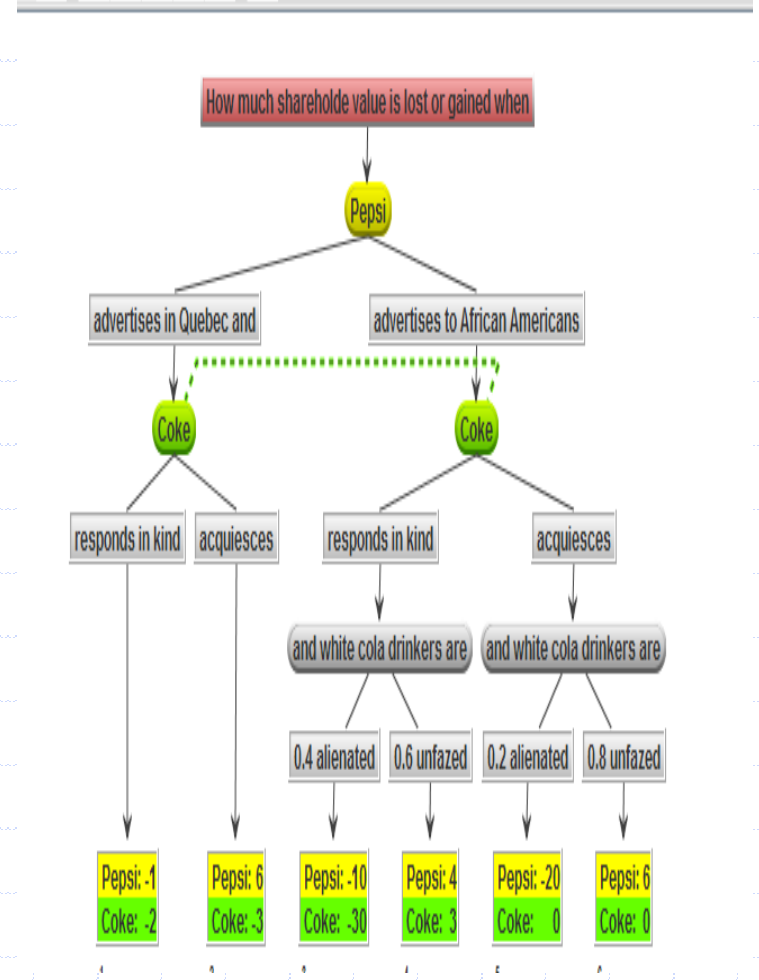 How much shareholde value is lost or gained when
Pepsi
advertises in Quebec and
advertises to African Americans
Coke
Coke
responds in kind
acquiesces
responds in kind
acquiesces
and white cola drinkers are
and white cola drinkers are
0.4 alienated
0.6 unfazed
0.2 alienated
0.8 unfazed
Pepsi: -1
Coke: -2
Pepsi: 6
Coke: -3
Pepsi: -10
Coke: -30
Pepsi: 4
Coke: 3
Pepsi: -20
Coke: 0
Pepsi: 6
Coke: 0